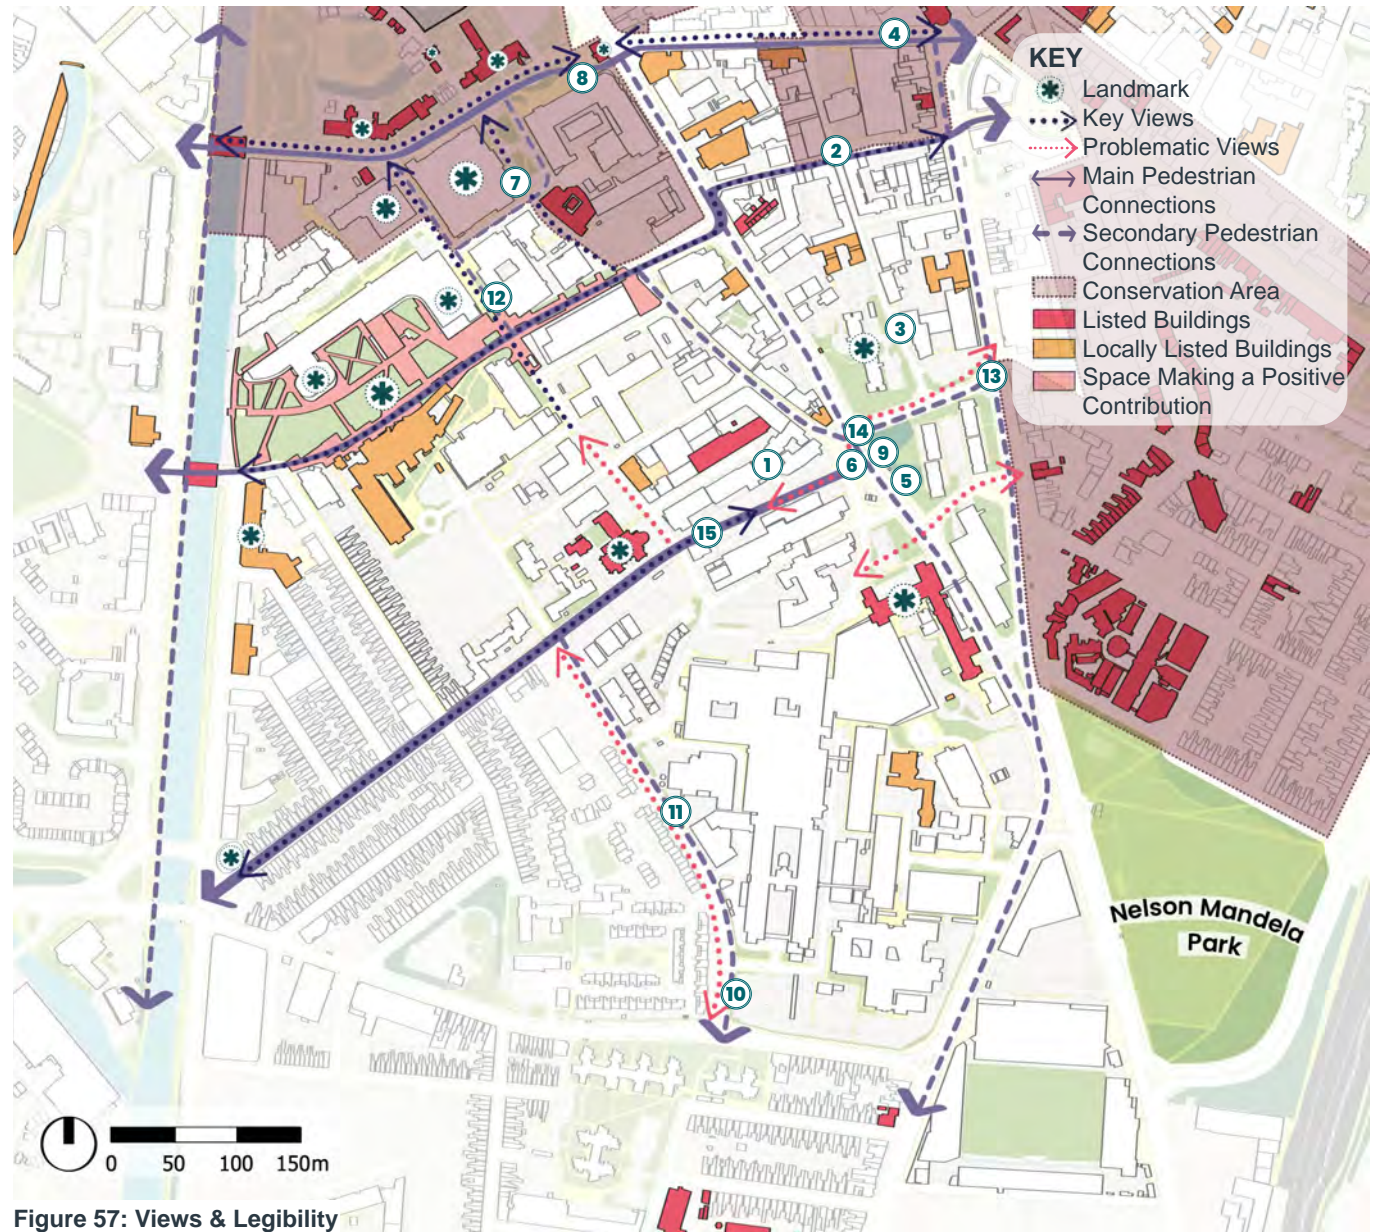 4
8
2
7
12
3
13
14
9
1
6
5
15
11
10
KEY
Landmark
Key Views
Problematic Views
Main Pedestrian
Connections
Secondary Pedestrian
Connections
Conservation Area
Listed Buildings
Locally Listed Buildings
Space Making a Positive
Contribution
Nelson Mandela
Park
0 50 100 150m
Figure 57: Views & Legibility